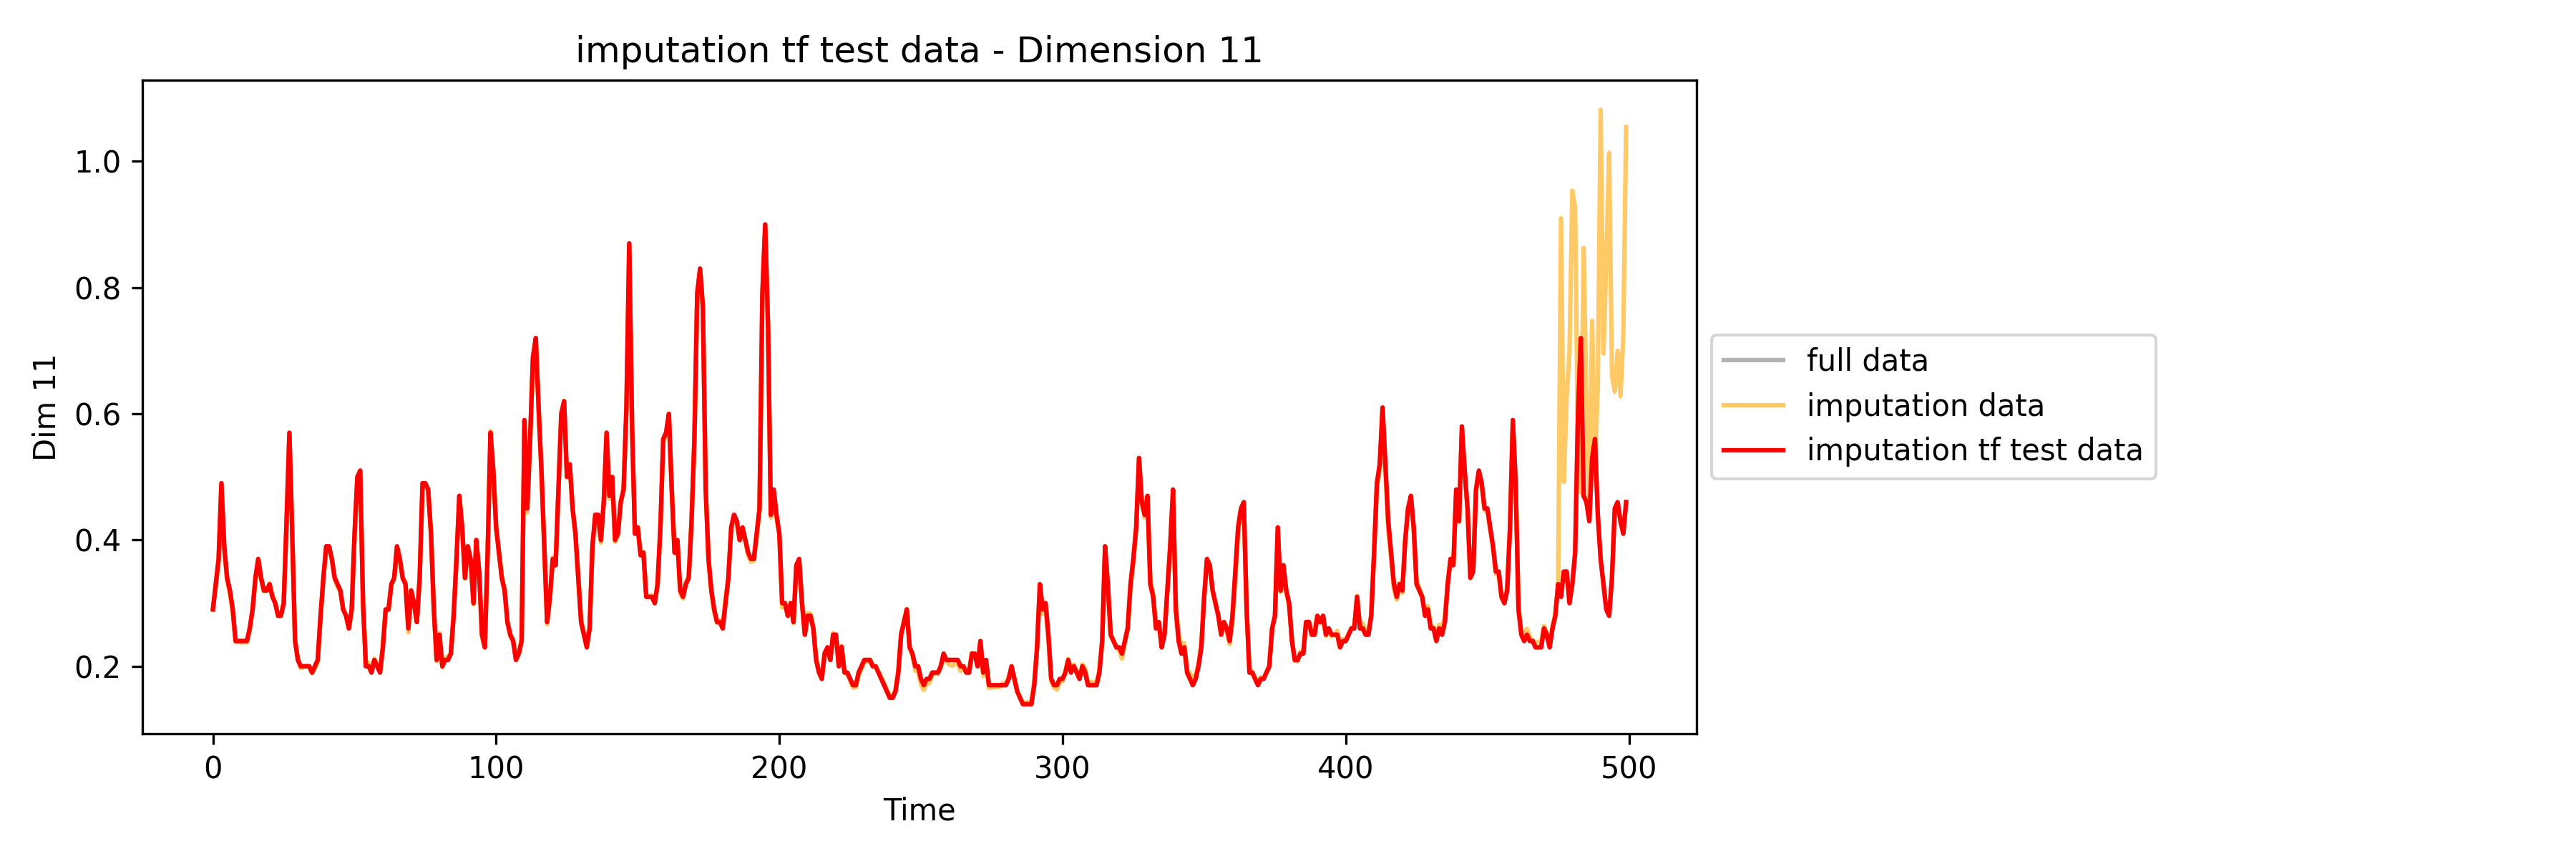 imputation tf test data - Dimension 11
Dim 11
1.0
0.8
0.6
0.4
0.2
0 100 200 300 400 500
Time
full data
imputation data
imputation tf test data